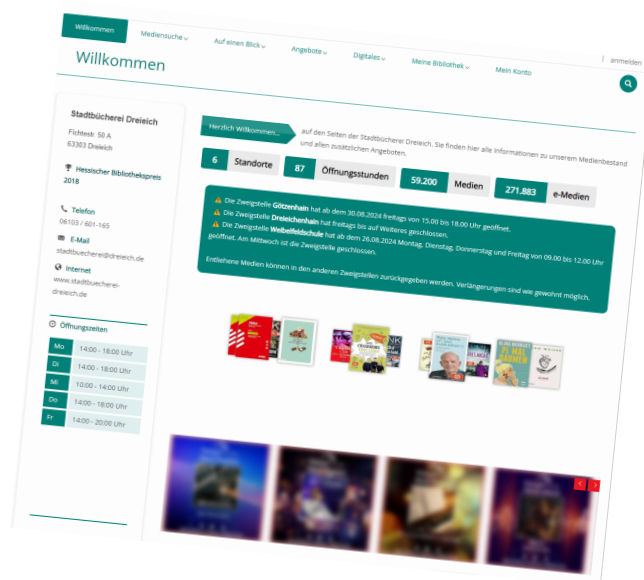 Willkommen
Mediensuche
Auf einen Blick
Angebote
Digitales
Meine Bibliothek
Mein Konto
anmelden
Willkommen
Stadtbücherei Dreieich
Fichtestr. 50 A
63303 Dreieich
Hessischer Bibliothekspreis
2018
Telefon
06103 / 601-165
E-Mail
stadtbuecherei@dreieich.de
Internet
www.stadtbuecherei-
dreieich.de
Öffnungszeiten
Mo 14:00 - 18:00 Uhr
Di 14:00 - 18:00 Uhr
Mi 10:00 - 14:00 Uhr
Do 14:00 - 18:00 Uhr
Fr 14:00 - 20:00 Uhr
Herzlich Willkommen...
auf den Seiten der Stadtbücherei Dreieich. Sie finden hier alle Informationen zu unserem Medienbestand
und allen zusätzlichen Angeboten.
6 Standorte
87 Öffnungsstunden
59.200 Medien
271.883 e-Medien
Die Zweigstelle Götzenhain hat ab dem 30.08.2024 freitags von 15.00 bis 18.00 Uhr geöffnet.
Die Zweigstelle Dreieichenhain hat freitags bis auf Weiteres geschlossen.
Die Zweigstelle Weibelfeldschule hat ab dem 26.08.2024 Montag, Dienstag, Donnerstag und Freitag von 09.00 bis 12.00 Uhr
geöffnet. Am Mittwoch ist die Zweigstelle geschlossen.
Entliehene Medien können in den anderen Zweigstellen zurückgegeben werden. Verlängerungen sind wie gewohnt möglich.